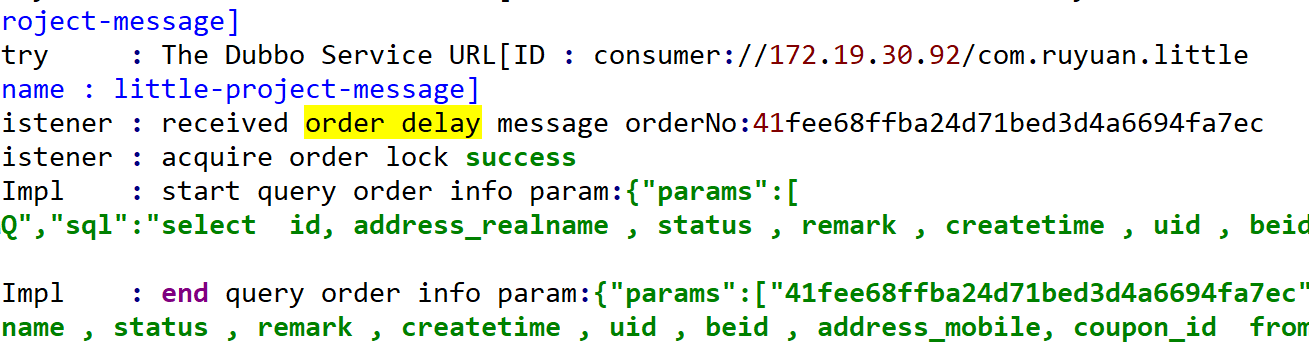 roject-message]
try : The Dubbo Service URL[ID : consumer://172.19.30.92/com.ruyuan.little
name : little-project-message]
istener : received order delay message orderNo:41fee68ffba24d71bed3d4a6694fa7ec
istener : acquire order lock success
Impl : start query order info param:{"params":[
Q","sql":"select id, address_realname , status , remark , createtime , uid , beid
Impl : end query order info param:{"params":["41fee68ffba24d71bed3d4a6694fa7ec"
name , status , remark , createtime , uid , beid , address_mobile, coupon_id from